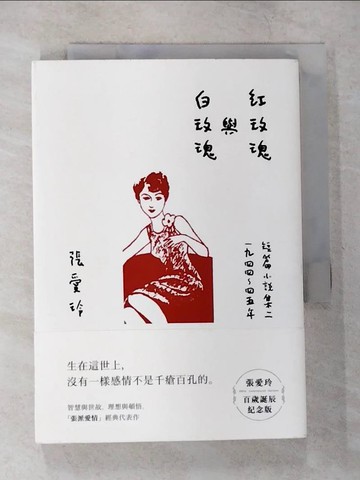 紅玫瑰
與
白玫瑰
短篇小說集二
一九四四~四五年
張愛玲
生在這世上，
沒有一樣感情不是千瘡百孔的。
智慧與世故，理想與頓悟，
「張派愛情」經典代表作
張愛玲
百歲誕辰
紀念版